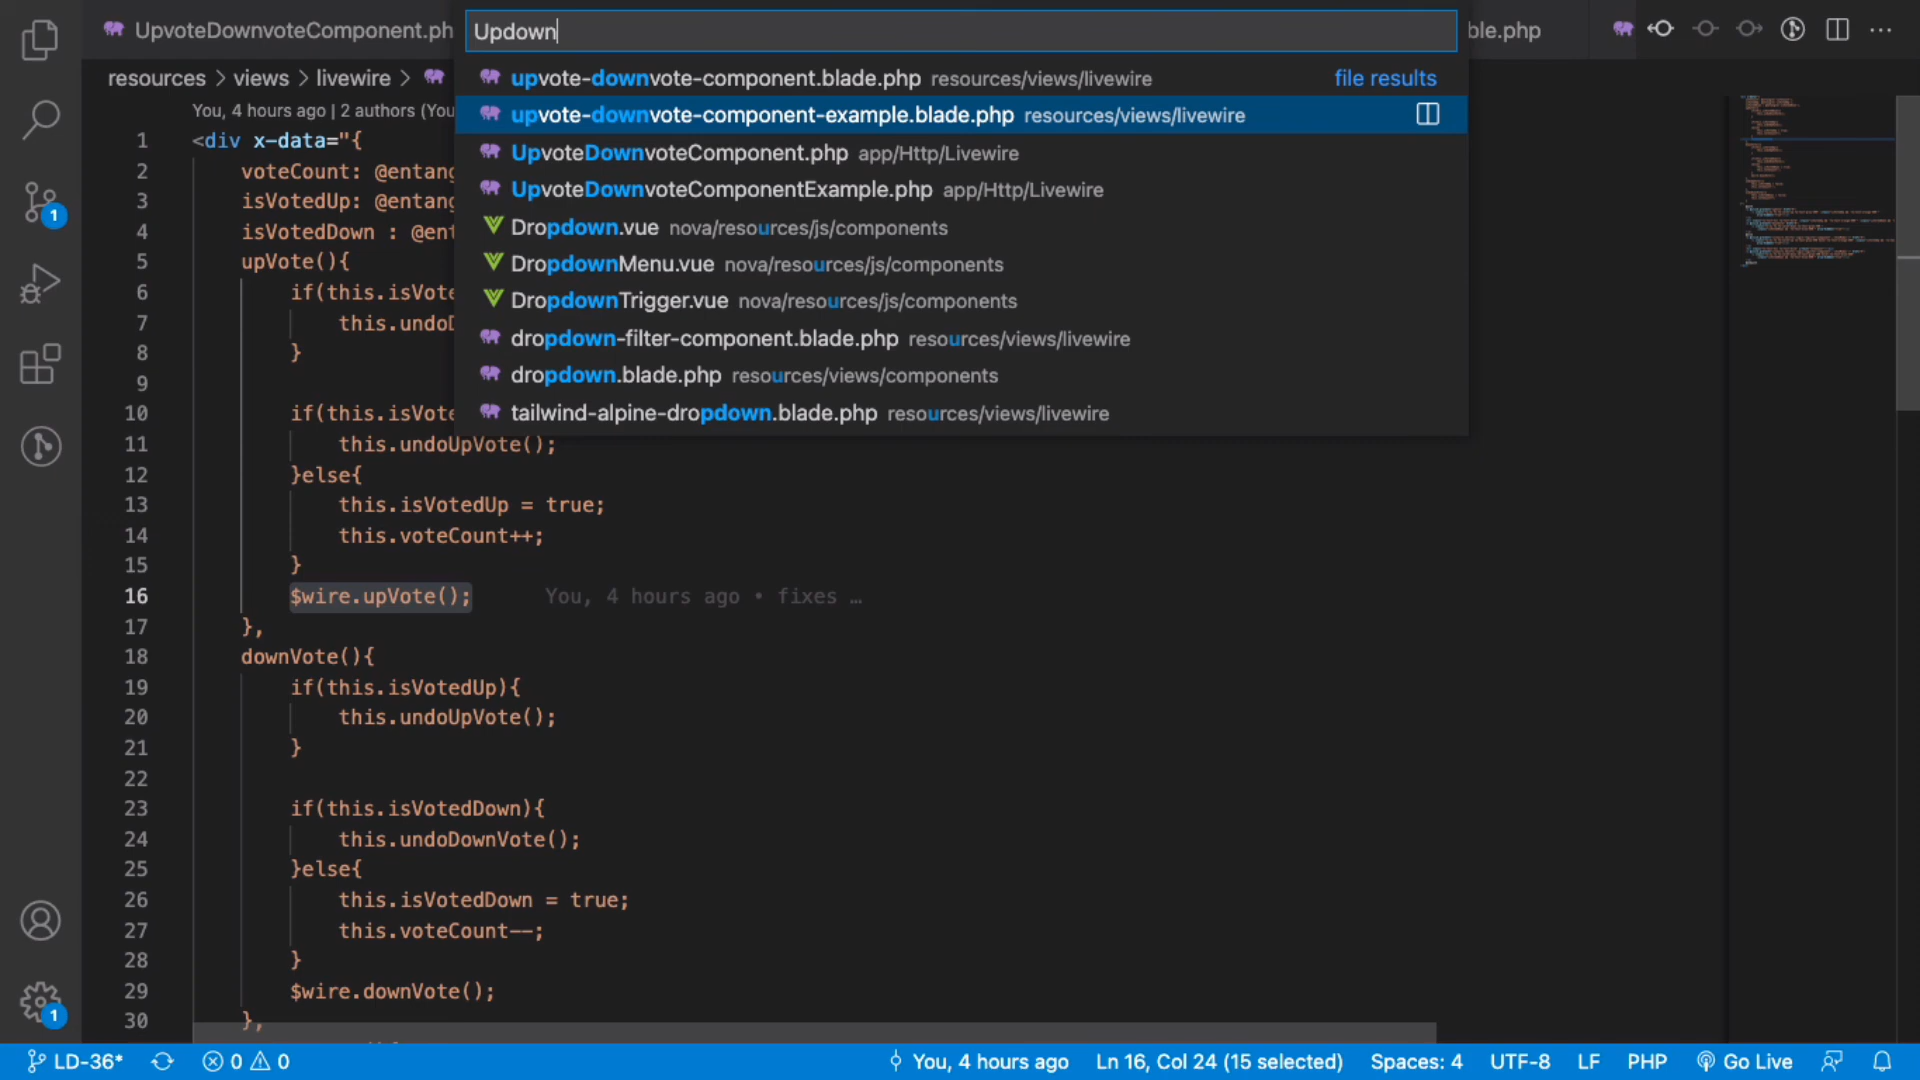 UpvoteDownvoteComponent.ph
Updown
ble.php
resources > views > livewire >
upvote-downvote-component.blade.php resources/views/livewire file results
upvote-downvote-component-example.blade.php resources/views/livewire
UpvoteDownvoteComponent.php app/Http/Livewire
UpvoteDownvoteComponentExample.php app/Http/Livewire
Dropdown.vue nova/resources/js/components
DropdownMenu.vue nova/resources/js/components
DropdownTrigger.vue nova/resources/js/components
dropdown-filter-component.blade.php resources/views/livewire
dropdown.blade.php resources/views/components
tailwind-alpine-dropdown.blade.php resources/views/livewire
You, 4 hours ago | 2 authors (You
1 <div x-data="{
2 voteCount: @entang
3 isVotedUp: @entang
4 isVotedDown : @ent
5 upVote(){
6 if(this.isVote
7 this.undoD
8 }
9
10 if(this.isVote
11 this.undoUpVote();
12 }else{
13 this.isVotedUp = true;
14 this.voteCount++;
15 }
16 $wire.upVote(); You, 4 hours ago • fixes …
17 },
18 downVote(){
19 if(this.isVotedUp){
20 this.undoUpVote();
21 }
22
23 if(this.isVotedDown){
24 this.undoDownVote();
25 }else{
26 this.isVotedDown = true;
27 this.voteCount--;
28 }
29 $wire.downVote();
30 },
1
1
LD-36* 0 0 You, 4 hours ago Ln 16, Col 24 (15 selected) Spaces: 4 UTF-8 LF PHP Go Live